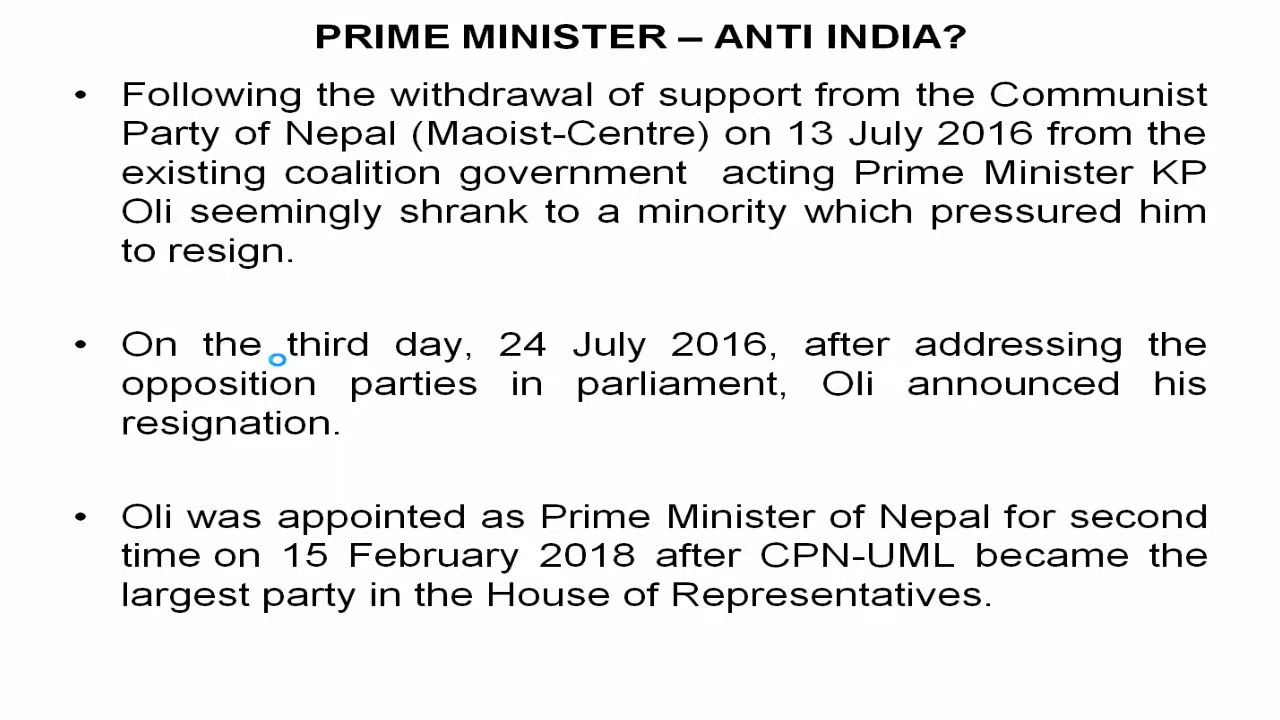 PRIME MINISTER – ANTI INDIA?
• Following the withdrawal of support from the Communist
Party of Nepal (Maoist-Centre) on 13 July 2016 from the
existing coalition government acting Prime Minister KP
Oli seemingly shrank to a minority which pressured him
to resign.
• On the third day, 24 July 2016, after addressing the
opposition parties in parliament, Oli announced his
resignation.
• Oli was appointed as Prime Minister of Nepal for second
time on 15 February 2018 after CPN-UML became the
largest party in the House of Representatives.